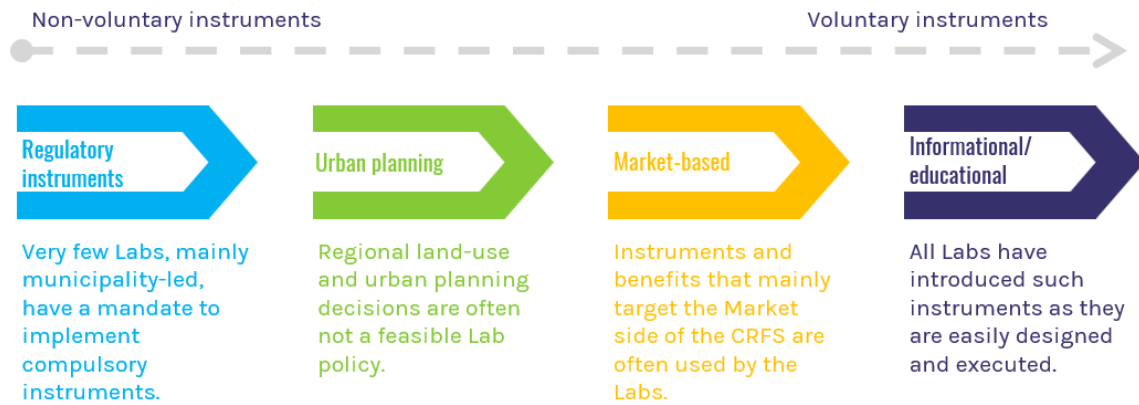 Non-voluntary instruments
Voluntary instruments
Regulatory
instruments
Urban planning
Market-based
Informational/
educational
Very few Labs, mainly
municipality-led,
have a mandate to
implement
compulsory
instruments.
Regional land-use
and urban planning
decisions are often
not a feasible Lab
policy.
Instruments and
benefits that mainly
target the Market
side of the CRFS are
often used by the
Labs.
All Labs have
introduced such
instruments as they
are easily designed
and executed.